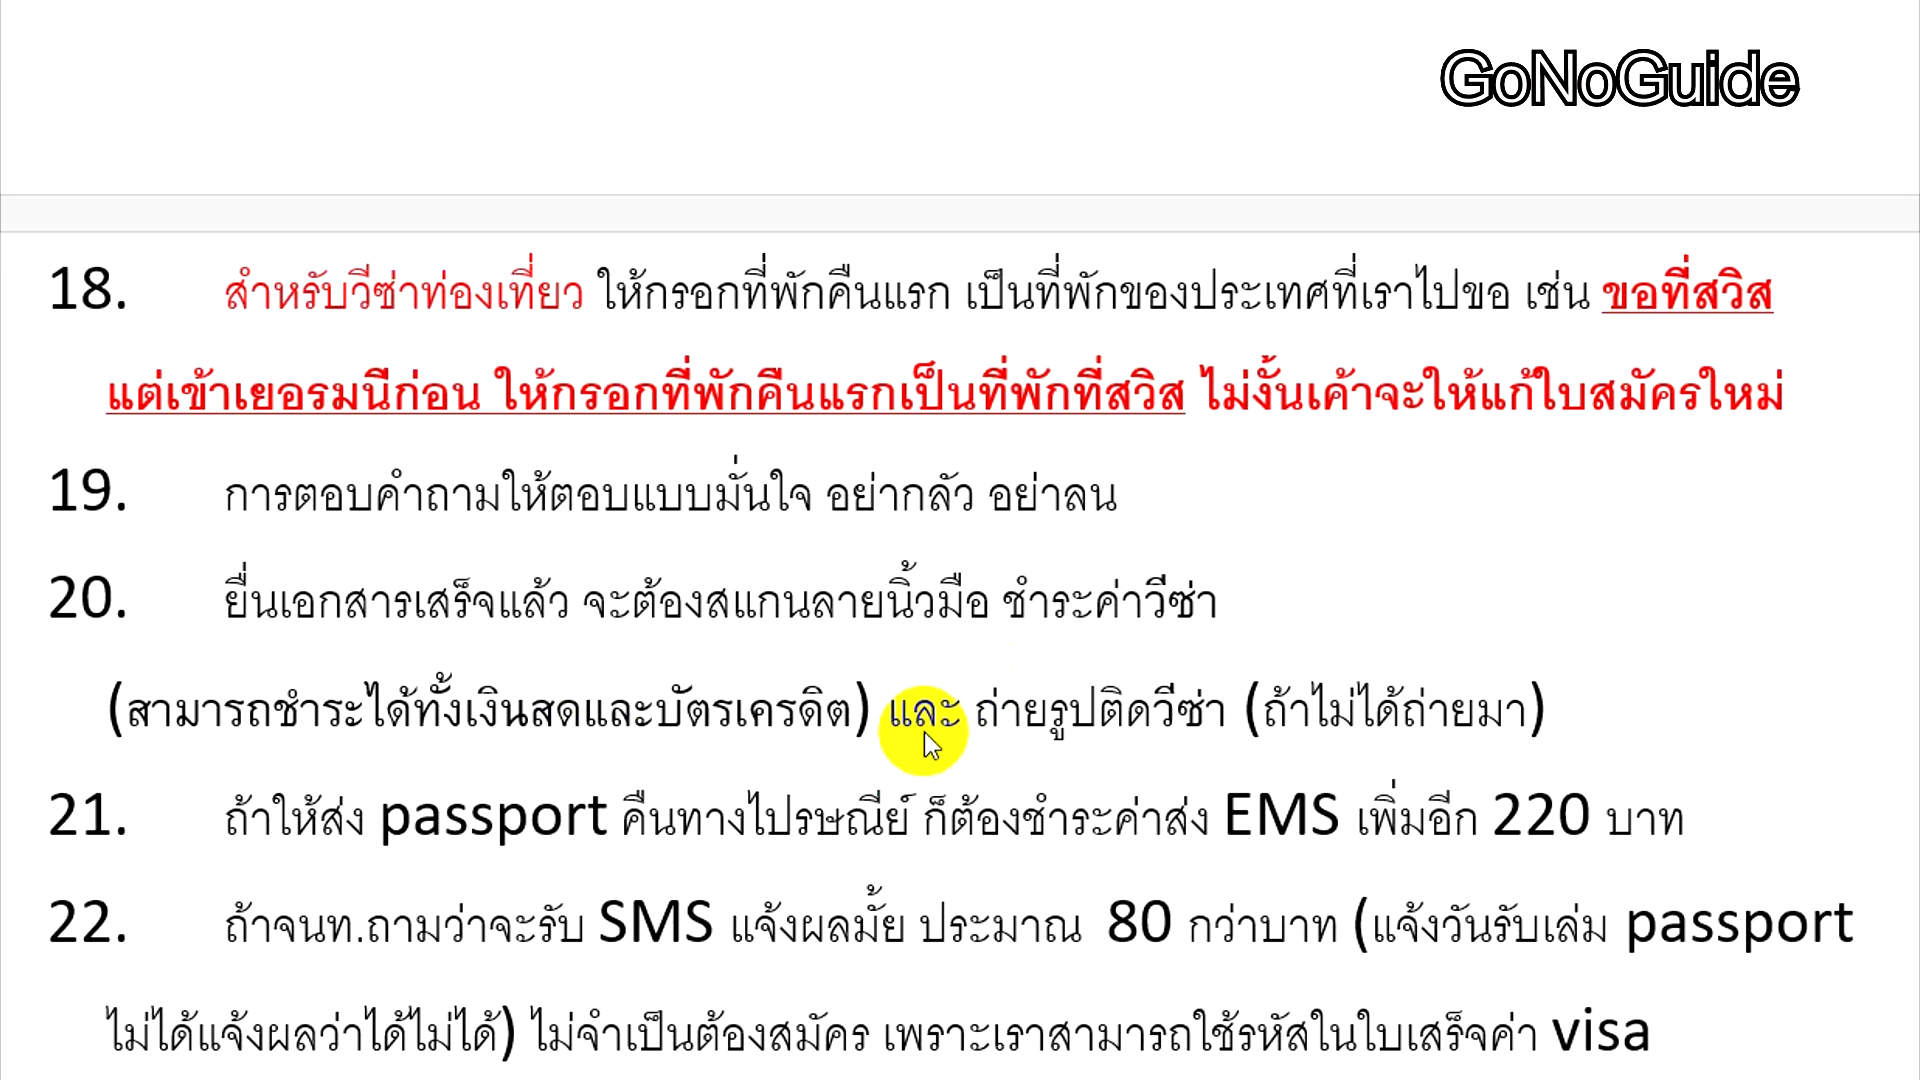 GoNoGuide
18. สำหรับวีซ่าท่องเที่ยว ให้กรอกที่พักคืนแรก เป็นที่พักของประเทศที่เราไปขอ เช่น ขอที่สวิส
แต่เข้าเยอรมนีก่อน ให้กรอกที่พักคืนแรกเป็นที่พักที่สวิส ไม่งั้นเค้าจะให้แก้ใบสมัครใหม่
19. การตอบคำถามให้ตอบแบบมั่นใจ อย่ากลัว อย่าลน
20. ยื่นเอกสารเสร็จแล้ว จะต้องสแกนลายนิ้วมือ ชำระค่าวีซ่า
(สามารถชำระได้ทั้งเงินสดและบัตรเครดิต) และ ถ่ายรูปติดวีซ่า (ถ้าไม่ได้ถ่ายมา)
21. ถ้าให้ส่ง passport คืนทางไปรษณีย์ ก็ต้องชำระค่าส่ง EMS เพิ่มอีก 220 บาท
22. ถ้าจนท.ถามว่าจะรับ SMS แจ้งผลมั้ย ประมาณ 80 กว่าบาท (แจ้งวันรับเล่ม passport
ไม่ได้แจ้งผลว่าได้ไม่ได้) ไม่จำเป็นต้องสมัคร เพราะเราสามารถใช้รหัสในใบเสร็จค่า visa